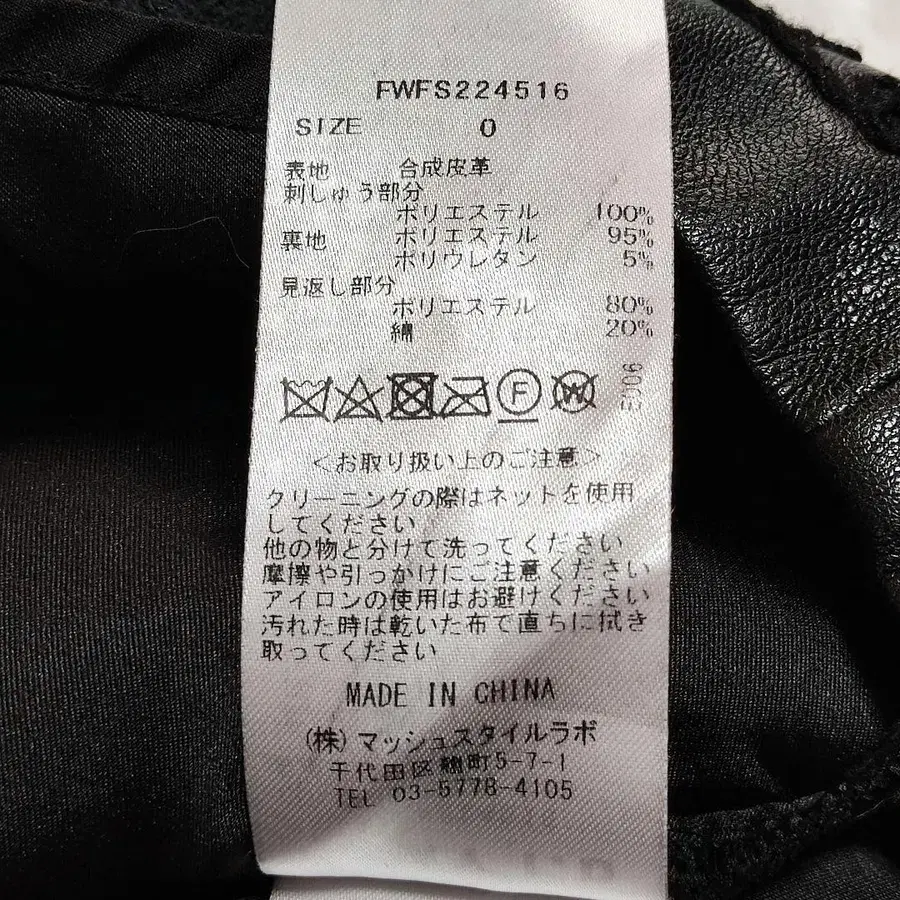 FWFS224516
SIZE 0
表地 合成皮革
刺しゅう部分
ポリエステル 100%
裏地 ポリエステル 95%
ポリウレタン 5%
見返し部分
ポリエステル 80%
綿 20%
F W
<お取り扱い上のご注意>
クリーニングの際はネットを使用
してください
他の物と分けて洗ってください
摩擦や引っかけにご注意ください
アイロンの使用はお避けください
汚れた時は乾いた布で直ちに拭き
取ってください
MADE IN CHINA
(株)マッシュスタイルラボ
千代田区麹町5-7-1
TEL 03-5778-4105